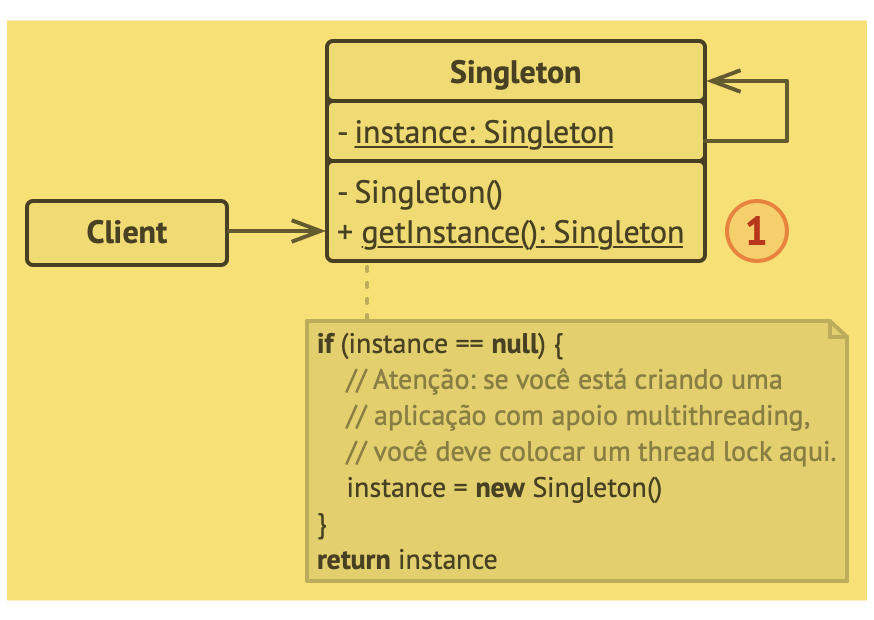 Singleton
- instance: Singleton
- Singleton()
+ getInstance(): Singleton
Client
1
if (instance == null) {
// Atenção: se você está criando uma
// aplicação com apoio multithreading,
// você deve colocar um thread lock aqui.
instance = new Singleton()
}
return instance